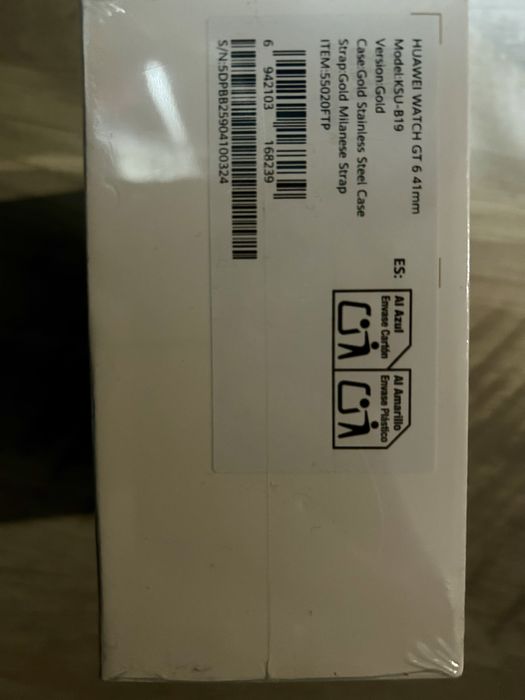 HUAWEI WATCH GT 6 41mm
Model:KSU-B19
Version:Gold
Case:Gold Stainless Steel Case
Strap:Gold Milanese Strap
ITEM:55020FTP
6 942103 168239
S/N:5DPBB25904100324
ES:
Al Azul
Envase Cartón
Al Amarillo
Envase Plástico